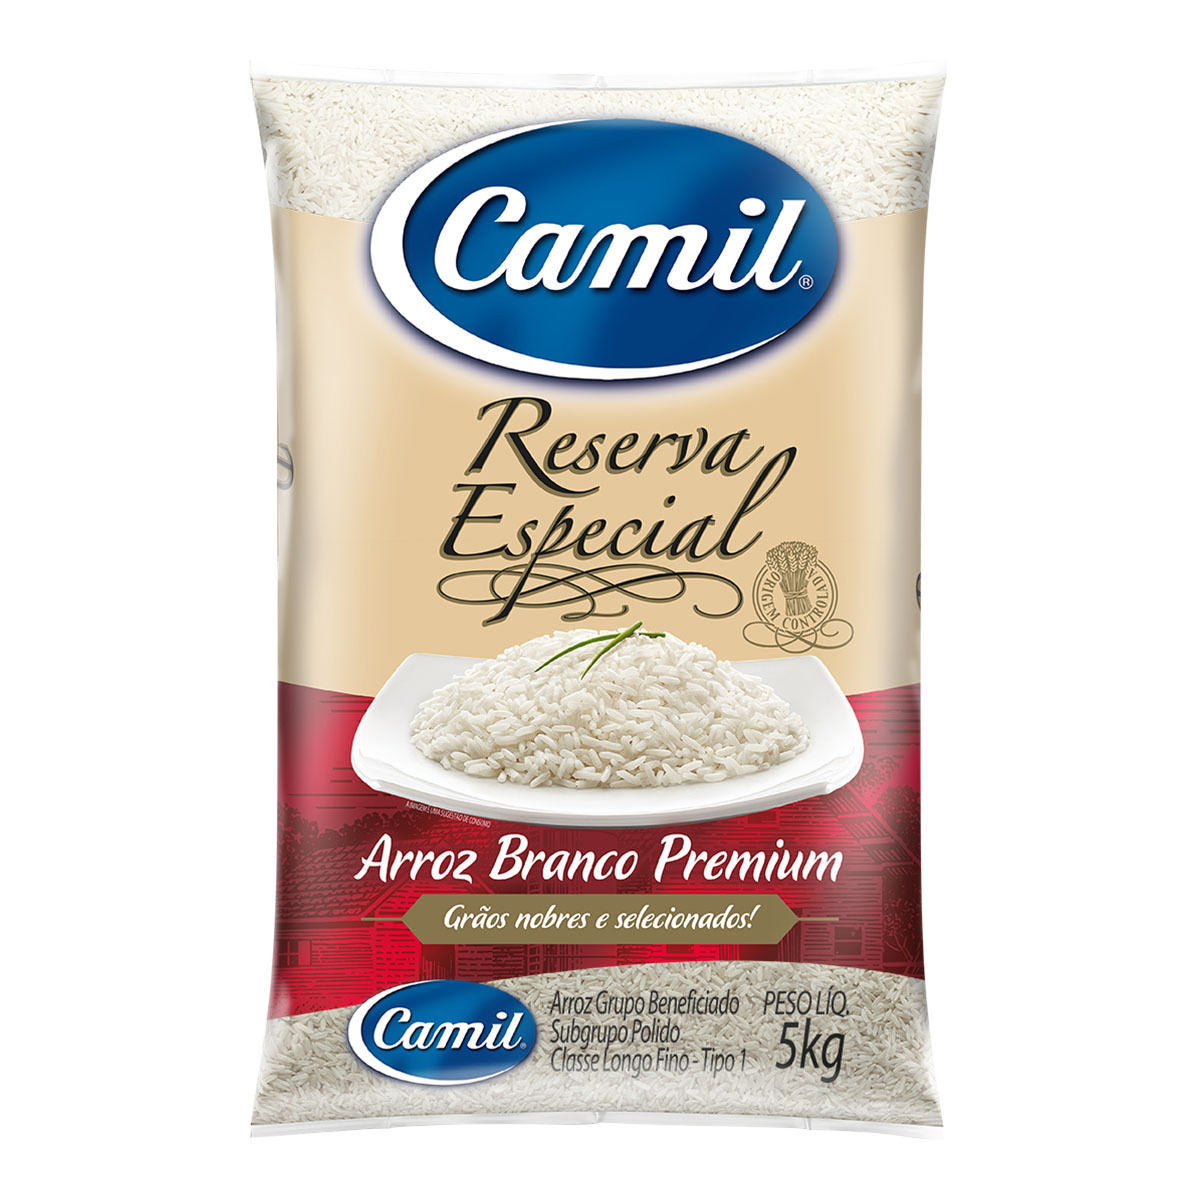 Camil®
Reserva
Especial
ORIGEM CONTROLADA
A IMAGEM É UMA SUGESTÃO DE CONSUMO
Arroz Branco Premium
Grãos nobres e selecionados!
Camil®
Arroz Grupo Beneficiado
Subgrupo Polido
Classe Longo Fino - Tipo 1
PESO LÍQ.
5kg